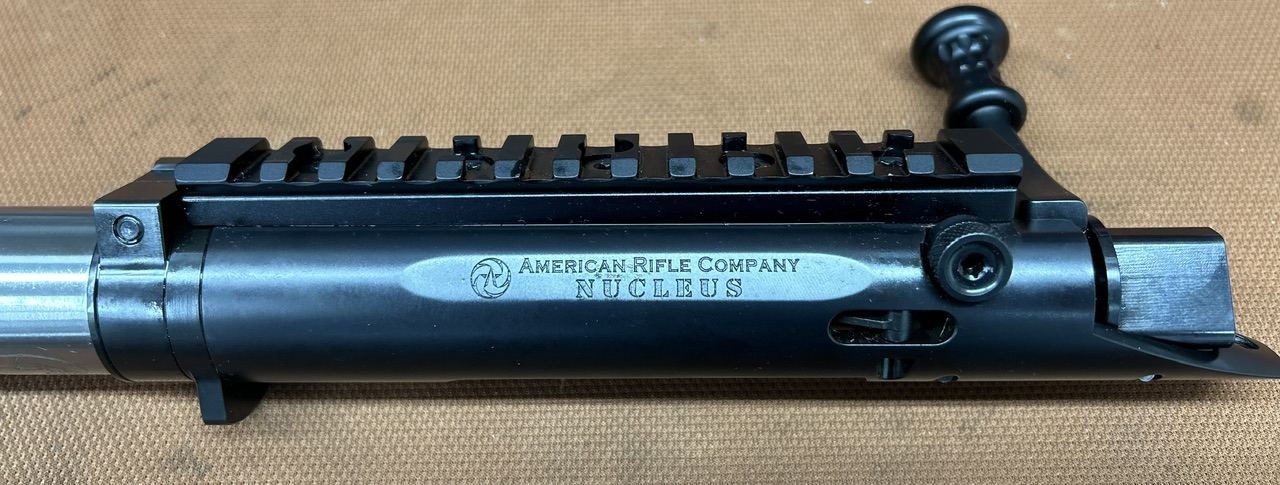 AMERICAN RIFLE COMPANY
NUCLEUS